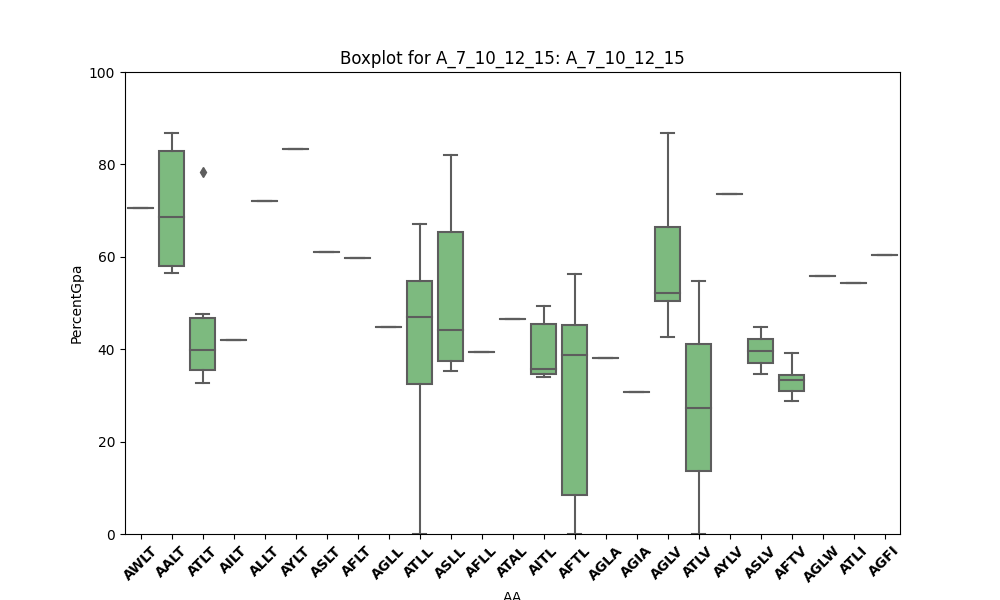 Boxplot for A_7_10_12_15: A_7_10_12_15
100
80
60
40
20
0
PercentGpa
AWLT AALT ATLT AILT ALLT AYLT ASLT AFLT AGLL ATLL ASLL AFLL ATAL AITL AFTL AGLA AGIA AGLV ATLV AYLV ASLV AFTV AGLW ATLI AGFI
AA